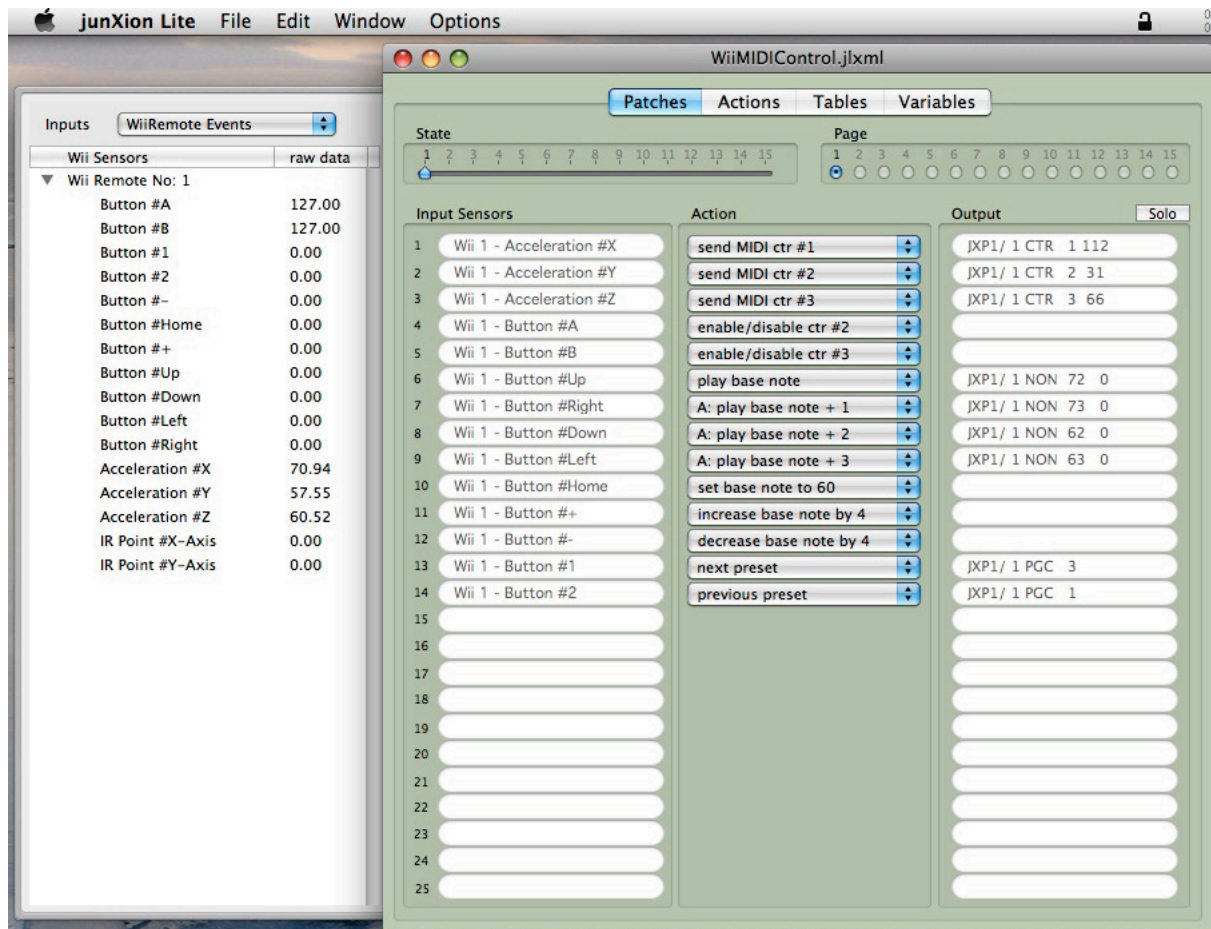 junXion Lite File Edit Window Options
WiiMIDIControl.jlxml
Inputs WiiRemote Events
Wii Sensors raw data
Wii Remote No: 1
Button #A 127.00
Button #B 127.00
Button #1 0.00
Button #2 0.00
Button #- 0.00
Button #Home 0.00
Button #+ 0.00
Button #Up 0.00
Button #Down 0.00
Button #Left 0.00
Button #Right 0.00
Acceleration #X 70.94
Acceleration #Y 57.55
Acceleration #Z 60.52
IR Point #X-Axis 0.00
IR Point #Y-Axis 0.00
Patches Actions Tables Variables
State Page
1 2 3 4 5 6 7 8 9 10 11 12 13 14 15 1 2 3 4 5 6 7 8 9 10 11 12 13 14 15
Input Sensors Action Output Solo
1 Wii 1 - Acceleration #X send MIDI ctr #1 JXP1/ 1 CTR 1 112
2 Wii 1 - Acceleration #Y send MIDI ctr #2 JXP1/ 1 CTR 2 31
3 Wii 1 - Acceleration #Z send MIDI ctr #3 JXP1/ 1 CTR 3 66
4 Wii 1 - Button #A enable/disable ctr #2
5 Wii 1 - Button #B enable/disable ctr #3
6 Wii 1 - Button #Up play base note JXP1/ 1 NON 72 0
7 Wii 1 - Button #Right A: play base note + 1 JXP1/ 1 NON 73 0
8 Wii 1 - Button #Down A: play base note + 2 JXP1/ 1 NON 62 0
9 Wii 1 - Button #Left A: play base note + 3 JXP1/ 1 NON 63 0
10 Wii 1 - Button #Home set base note to 60
11 Wii 1 - Button #+ increase base note by 4
12 Wii 1 - Button #- decrease base note by 4
13 Wii 1 - Button #1 next preset JXP1/ 1 PGC 3
14 Wii 1 - Button #2 previous preset JXP1/ 1 PGC 1
15
16
17
18
19
20
21
22
23
24
25